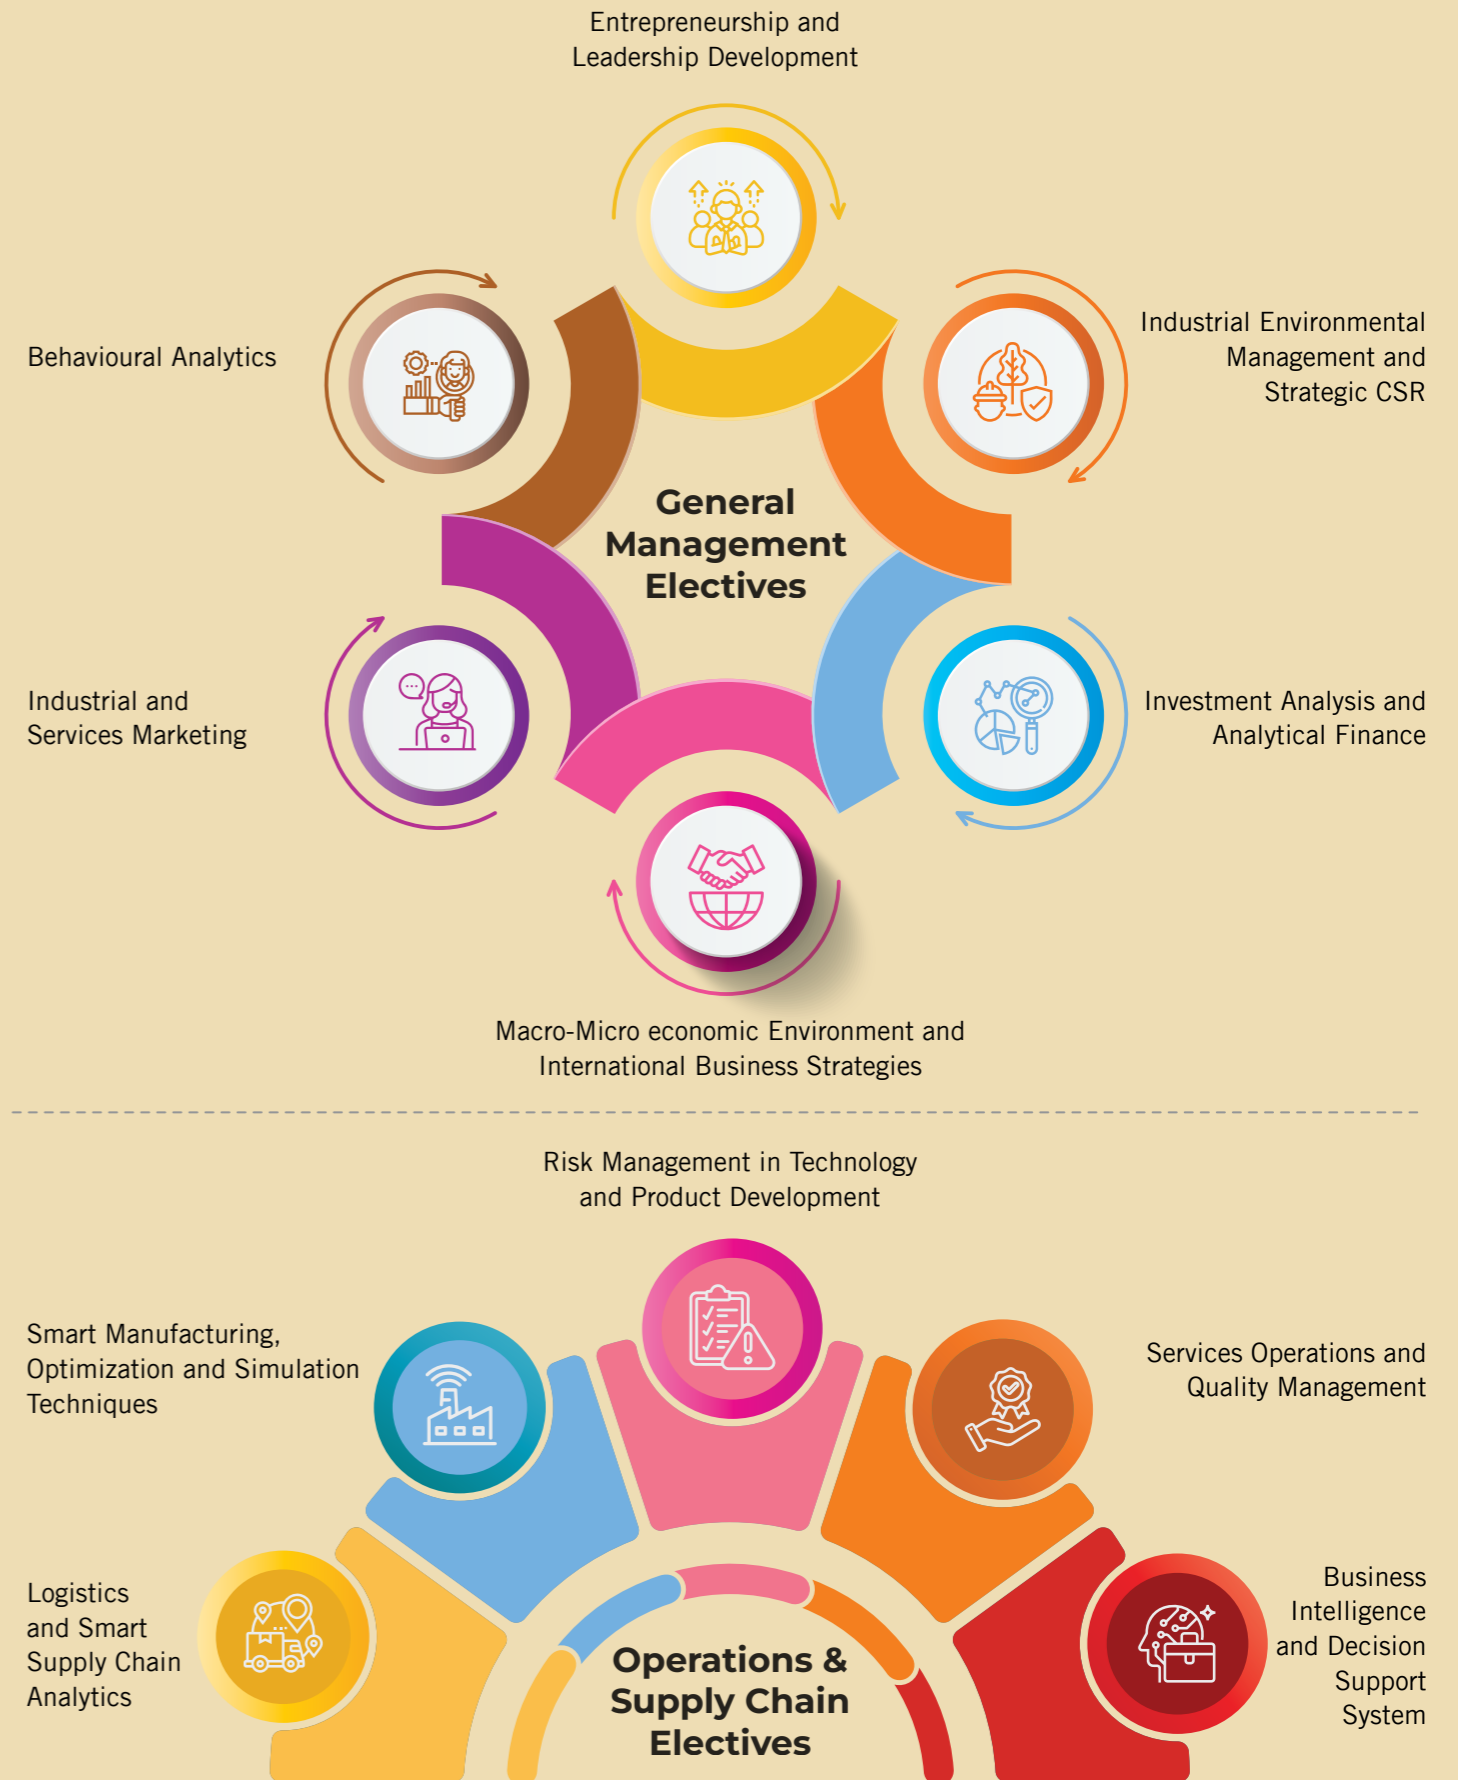 Entrepreneurship and
Leadership Development
Industrial Environmental
Management and
Strategic CSR
Behavioural Analytics
General
Management
Electives
Industrial and
Services Marketing
Investment Analysis and
Analytical Finance
Macro-Micro economic Environment and
International Business Strategies
Risk Management in Technology
and Product Development
Smart Manufacturing,
Optimization and Simulation
Techniques
Services Operations and
Quality Management
Logistics
and Smart
Supply Chain
Analytics
Business
Intelligence
and Decision
Support
System
Operations &
Supply Chain
Electives